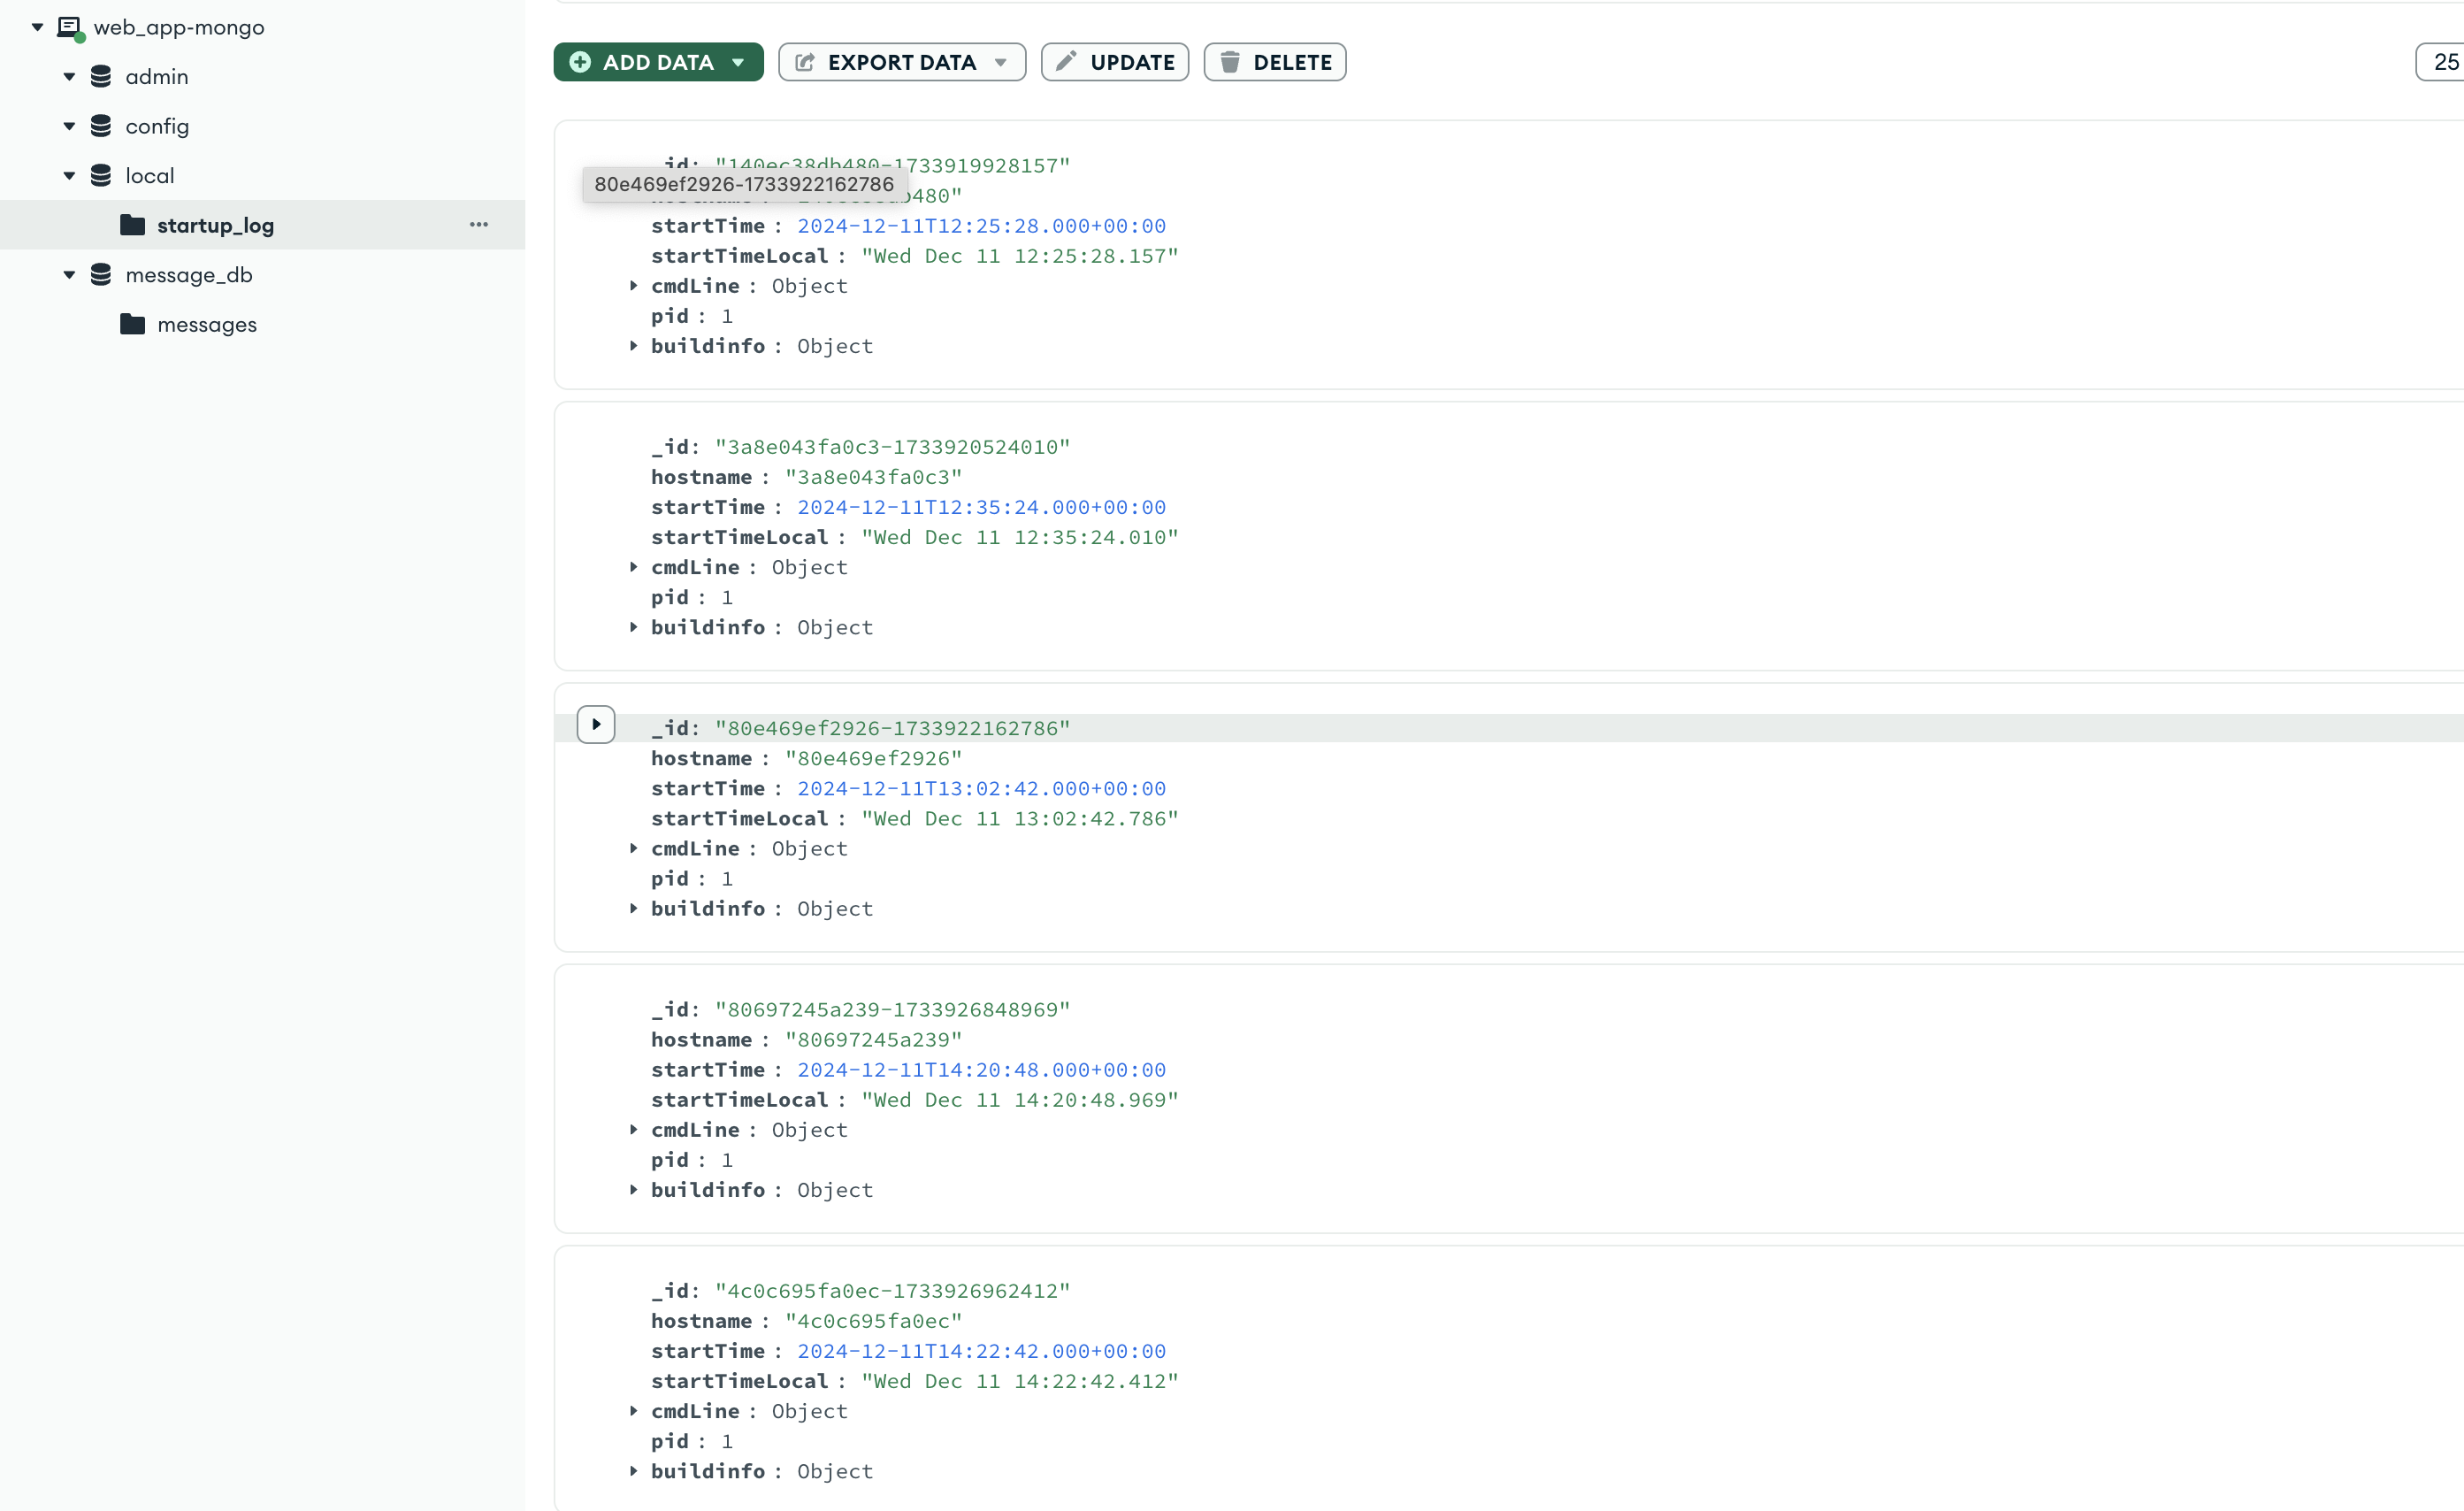 web_app-mongo
admin
config
local
startup_log
message_db
messages
ADD DATA
EXPORT DATA
UPDATE
DELETE
25
_id: "140ec38db480-1733919928157"
80e469ef2926-1733922162786
startTime : 2024-12-11T12:25:28.000+00:00
startTimeLocal : "Wed Dec 11 12:25:28.157"
cmdLine : Object
pid : 1
buildinfo : Object
_id: "3a8e043fa0c3-1733920524010"
hostname : "3a8e043fa0c3"
startTime : 2024-12-11T12:35:24.000+00:00
startTimeLocal : "Wed Dec 11 12:35:24.010"
cmdLine : Object
pid : 1
buildinfo : Object
_id: "80e469ef2926-1733922162786"
hostname : "80e469ef2926"
startTime : 2024-12-11T13:02:42.000+00:00
startTimeLocal : "Wed Dec 11 13:02:42.786"
cmdLine : Object
pid : 1
buildinfo : Object
_id: "80697245a239-1733926848969"
hostname : "80697245a239"
startTime : 2024-12-11T14:20:48.000+00:00
startTimeLocal : "Wed Dec 11 14:20:48.969"
cmdLine : Object
pid : 1
buildinfo : Object
_id: "4c0c695fa0ec-1733926962412"
hostname : "4c0c695fa0ec"
startTime : 2024-12-11T14:22:42.000+00:00
startTimeLocal : "Wed Dec 11 14:22:42.412"
cmdLine : Object
pid : 1
buildinfo : Object